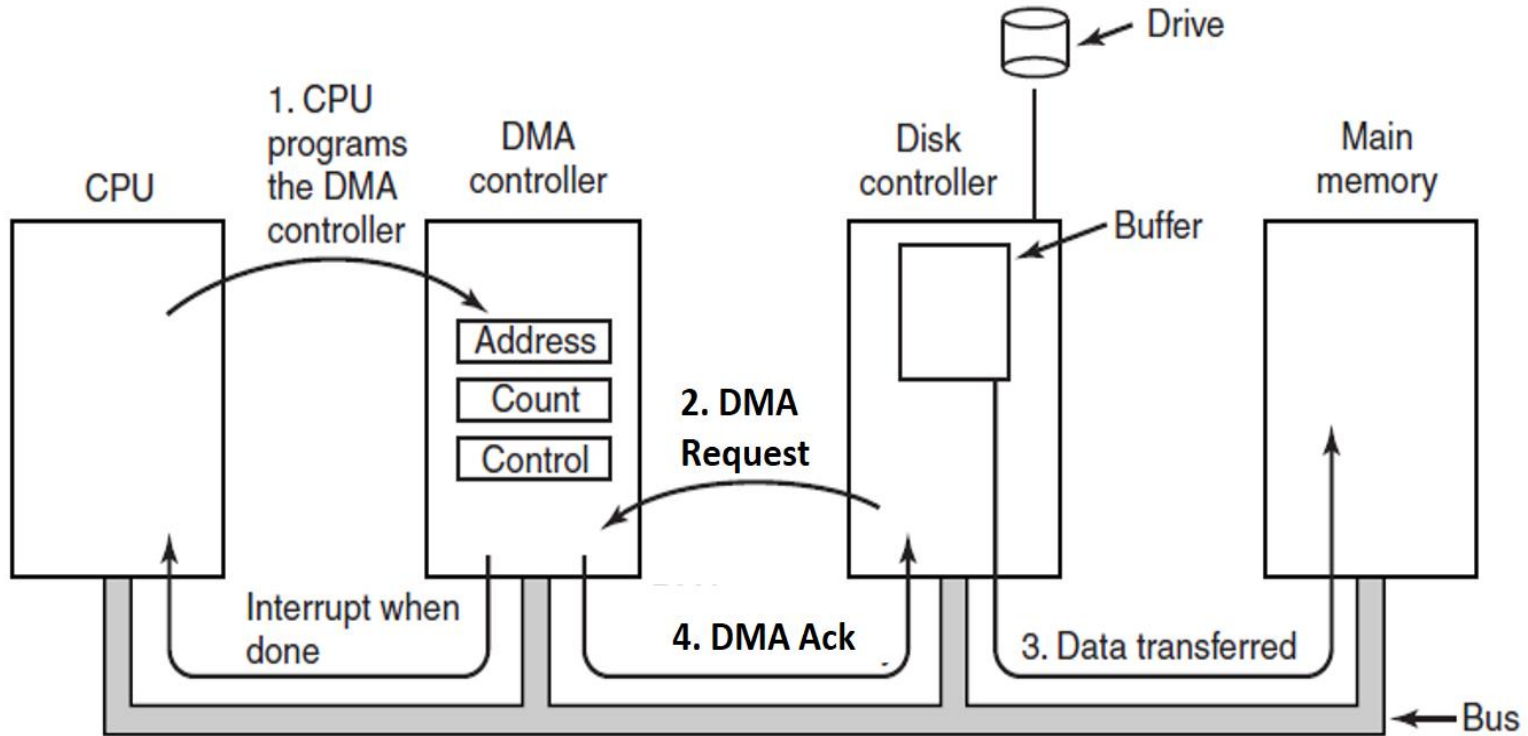 Drive
1. CPU
programs
the DMA
controller
DMA
controller
Disk
controller
Main
memory
CPU
Buffer
Address
Count
Control
2. DMA
Request
Interrupt when
done
4. DMA Ack
3. Data transferred
Bus